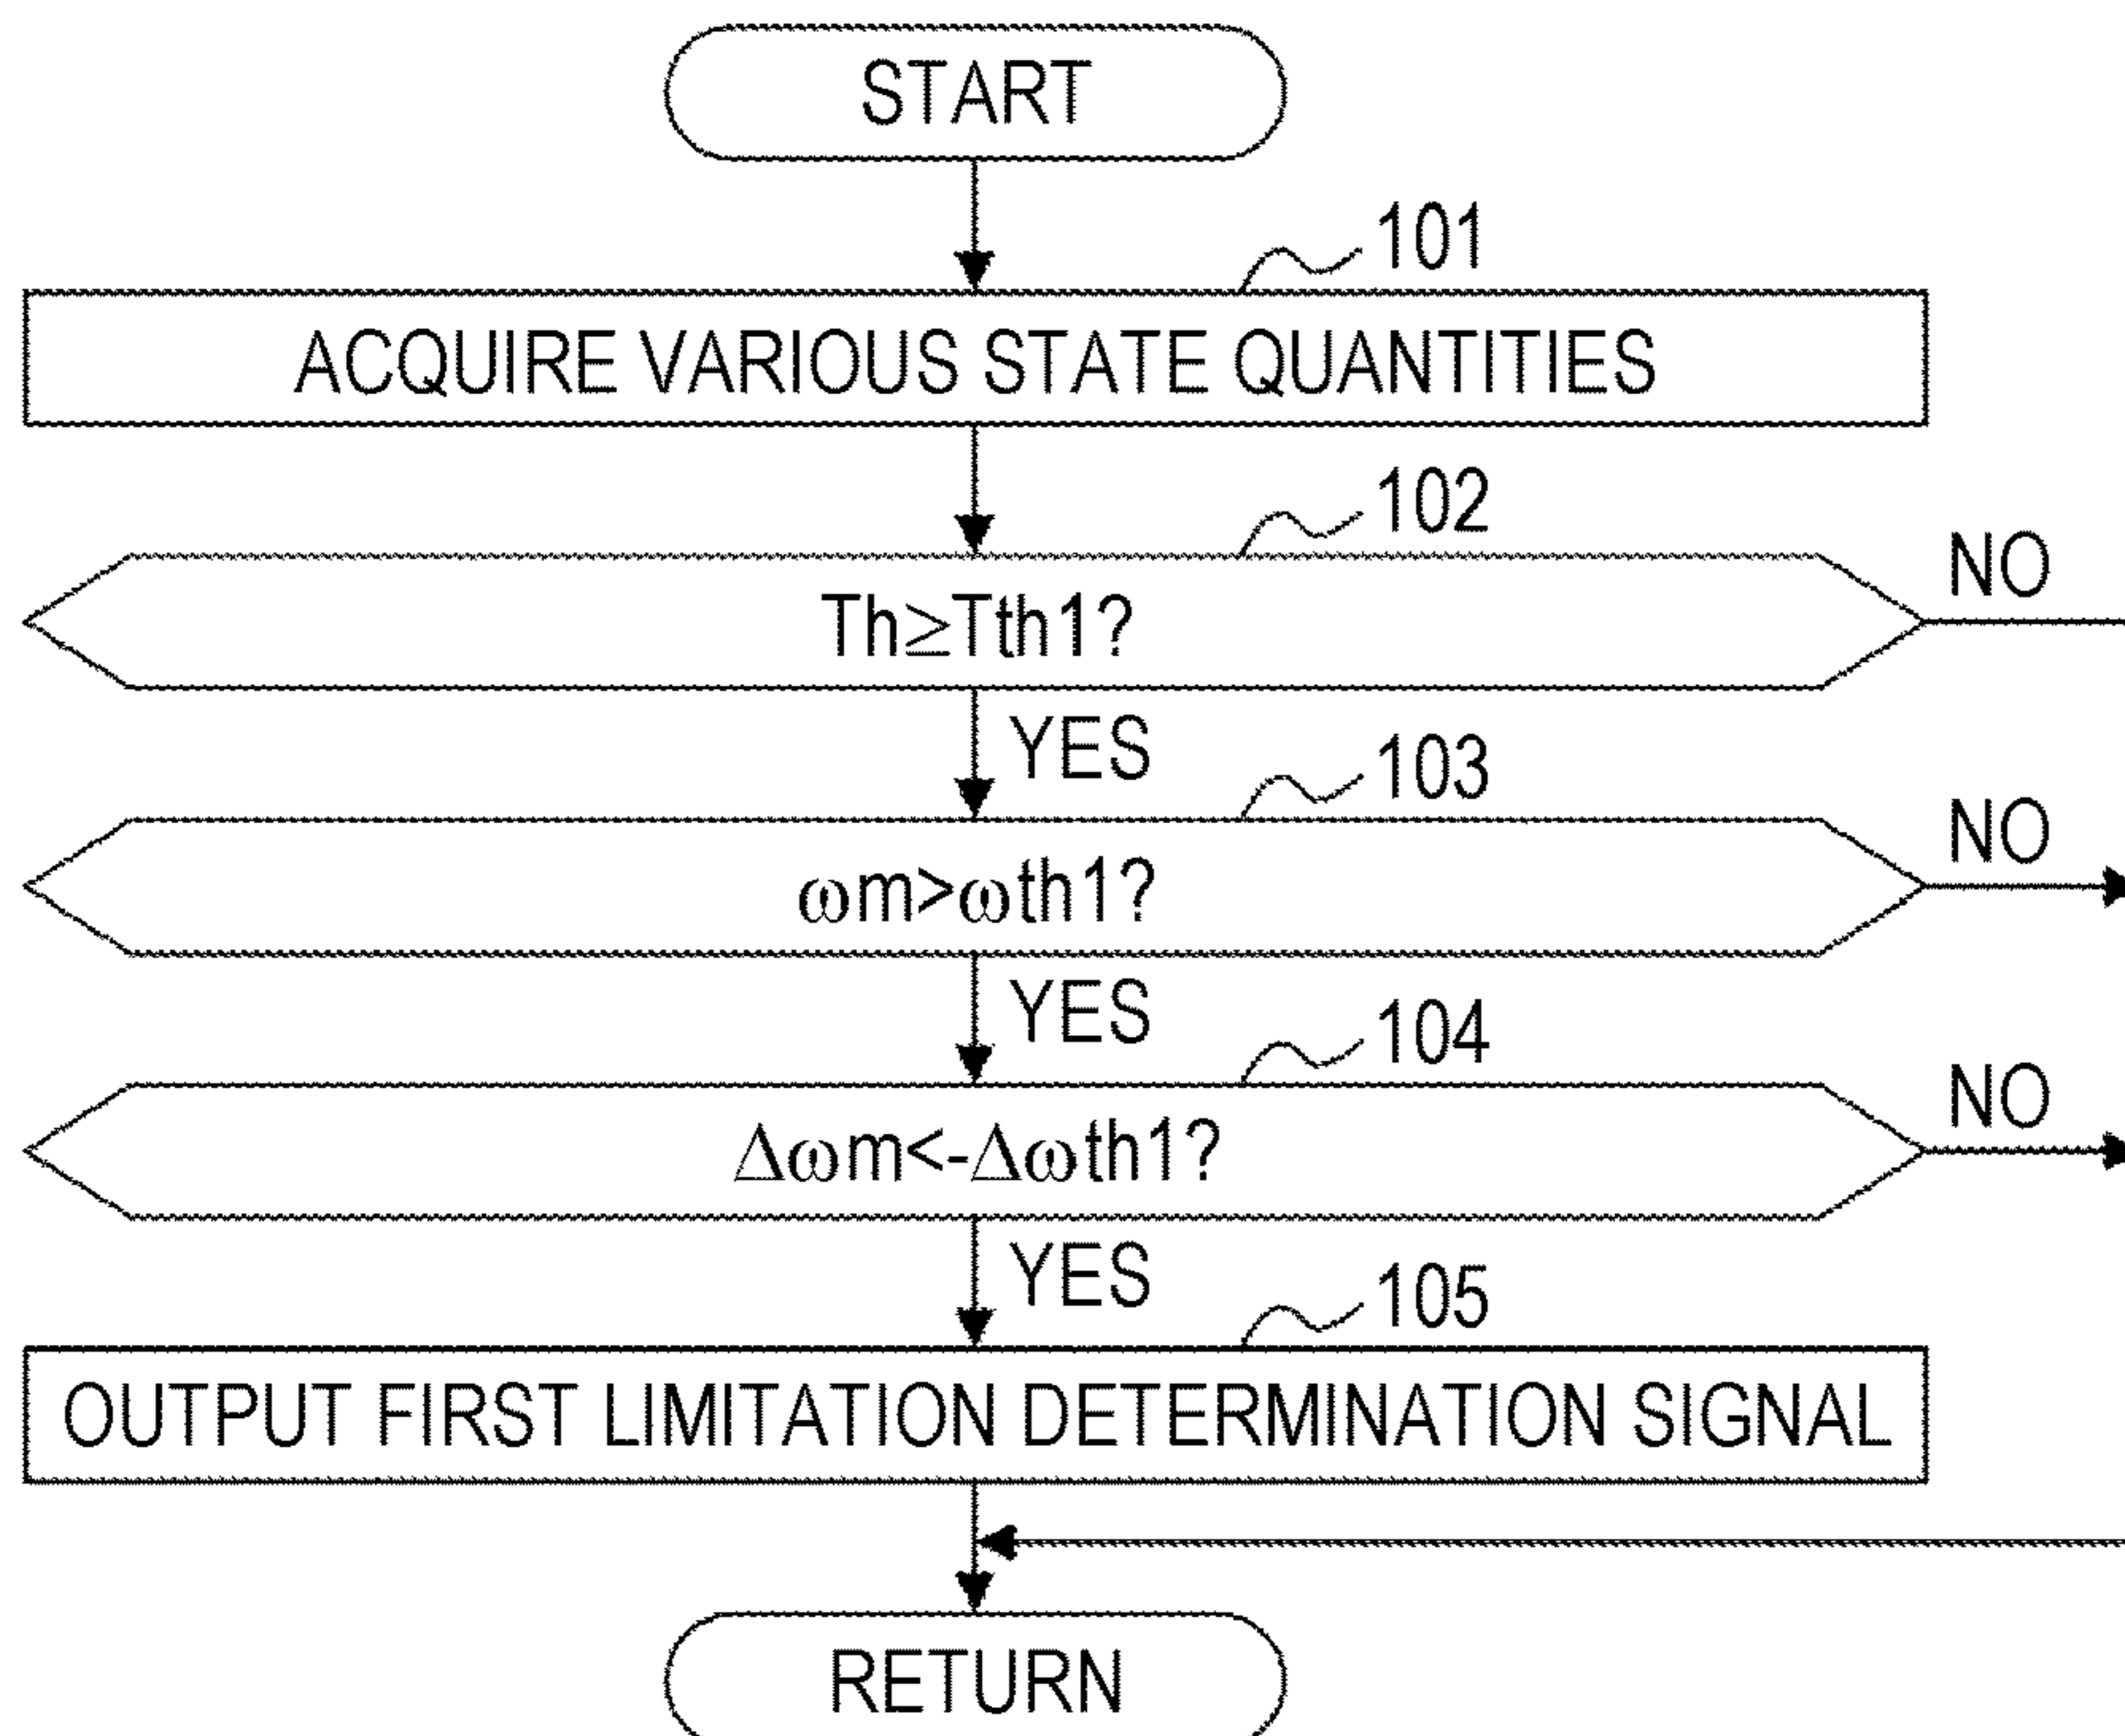 START
101
ACQUIRE VARIOUS STATE QUANTITIES
102
Th≥Tth1?
NO
YES
103
ωm>ωth1?
NO
YES
104
Δωm<-Δωth1?
NO
YES
105
OUTPUT FIRST LIMITATION DETERMINATION SIGNAL
RETURN